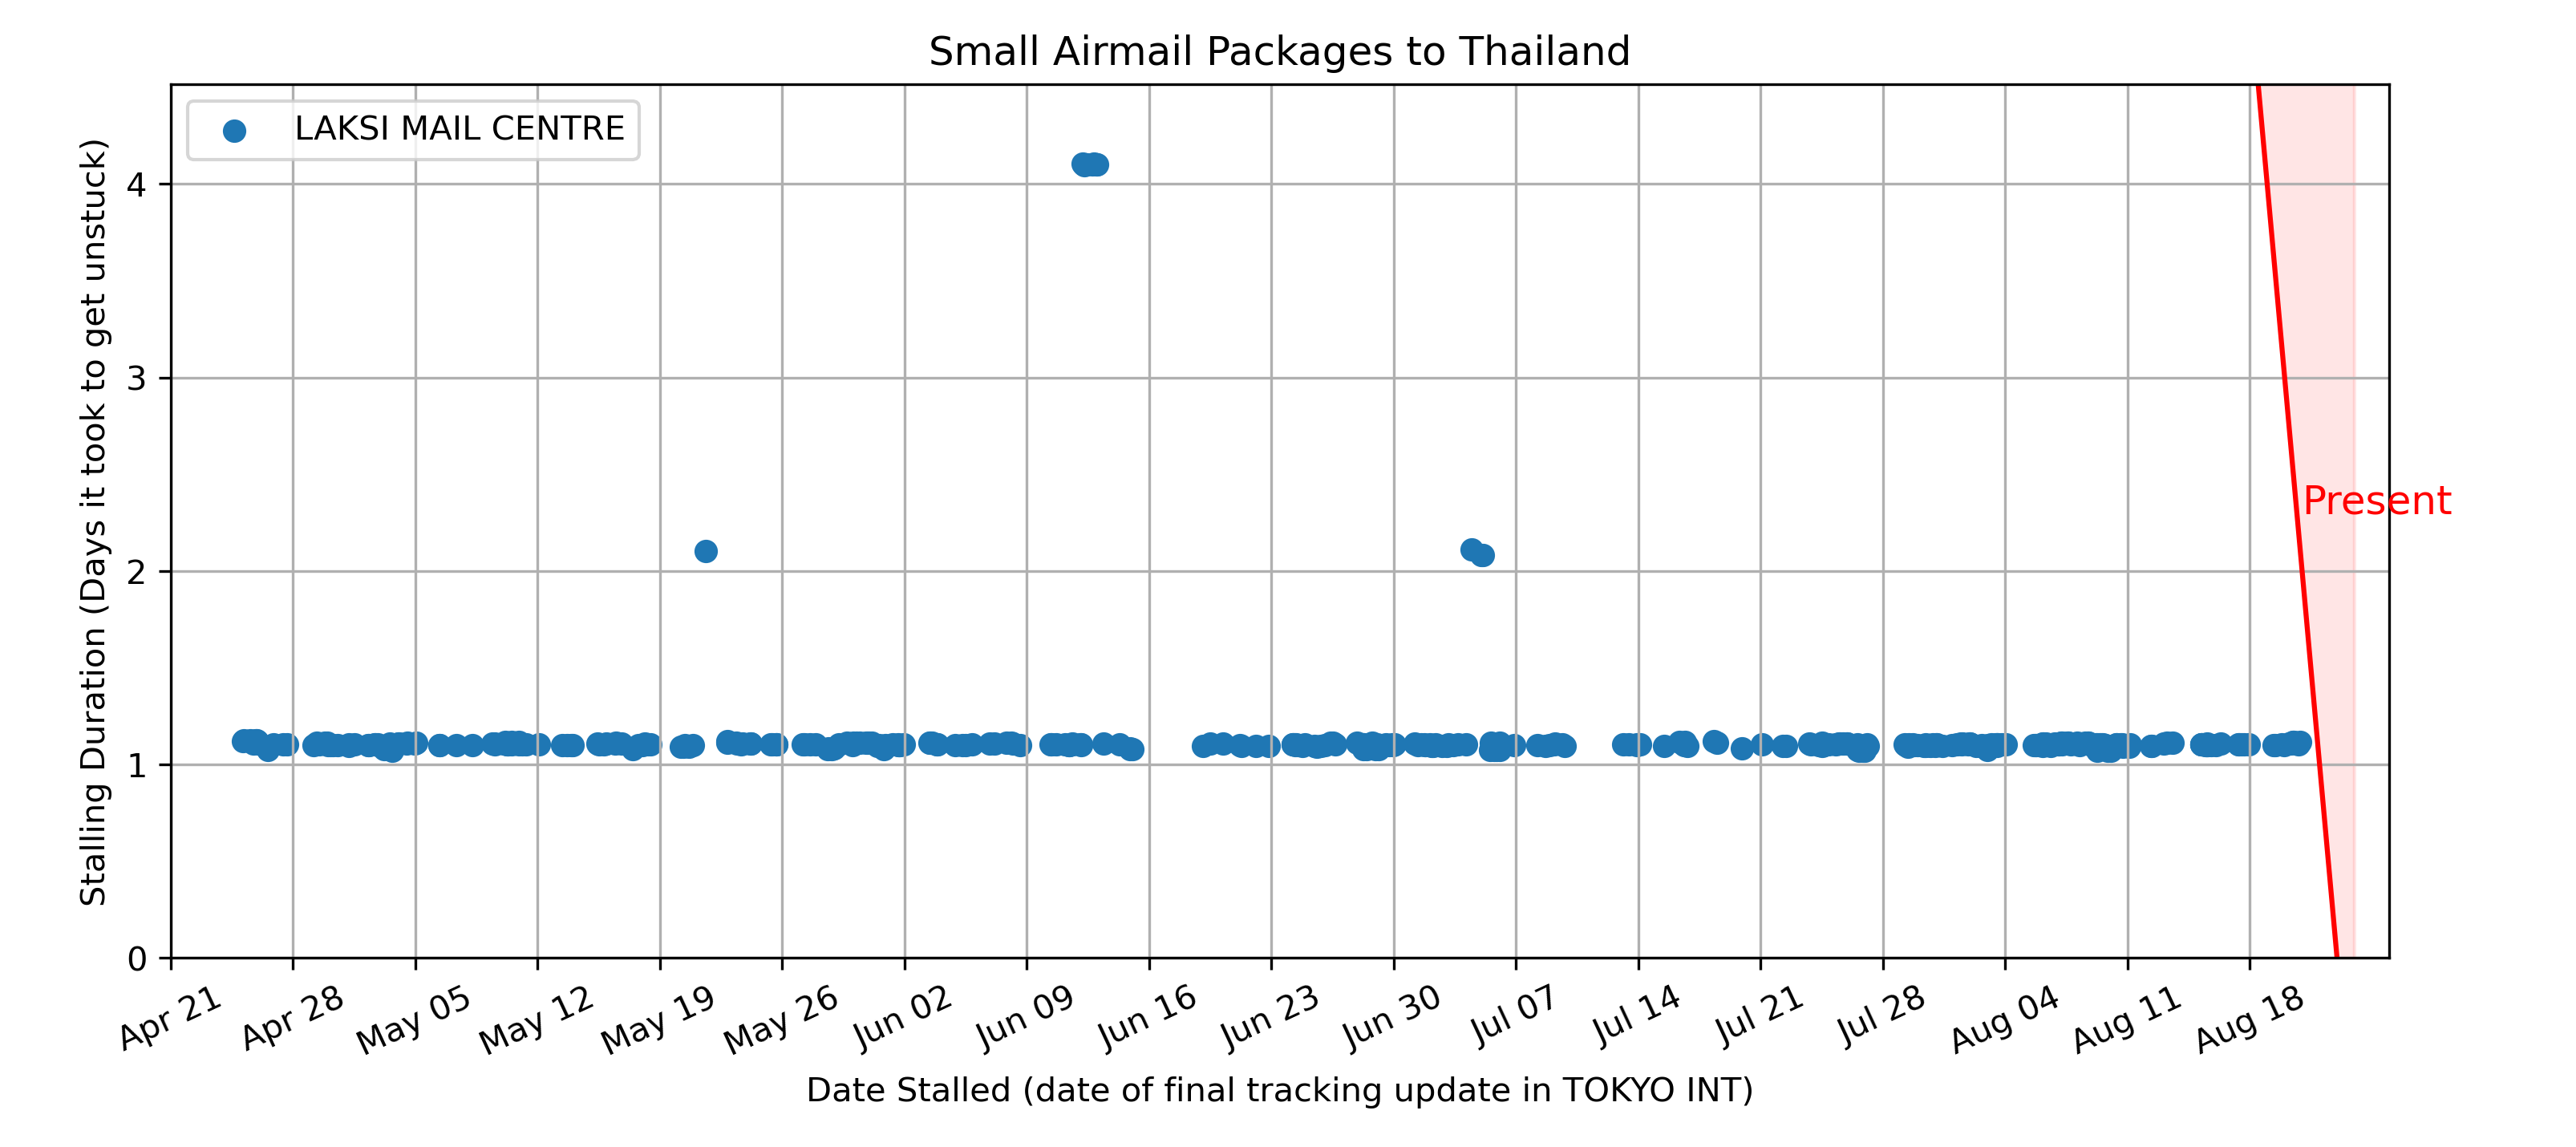 Small Airmail Packages to Thailand
LAKSI MAIL CENTRE
Stalling Duration (Days it took to get unstuck)
4
3
2
1
0
Present
Apr 21
Apr 28
May 05
May 12
May 19
May 26
Jun 02
Jun 09
Jun 16
Jun 23
Jun 30
Jul 07
Jul 14
Jul 21
Jul 28
Aug 04
Aug 11
Aug 18
Date Stalled (date of final tracking update in TOKYO INT)